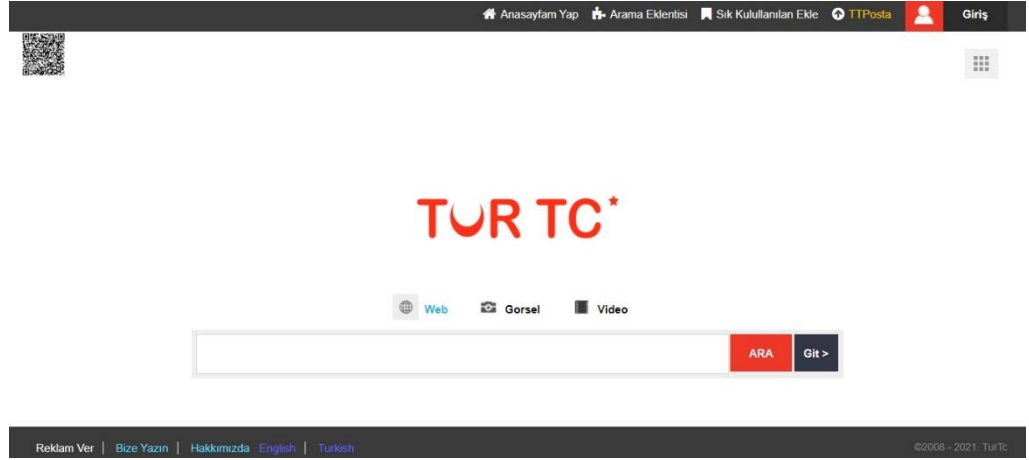 Anasayfam Yap Arama Eklentisi Sık Kulullanılan Ekle TTPosta Giriş
TUR TC
Web Gorsel Video
ARA Git >
Reklam Ver | Bize Yazın | Hakkımızda English | Turkish ©2008 - 2021. TurTc